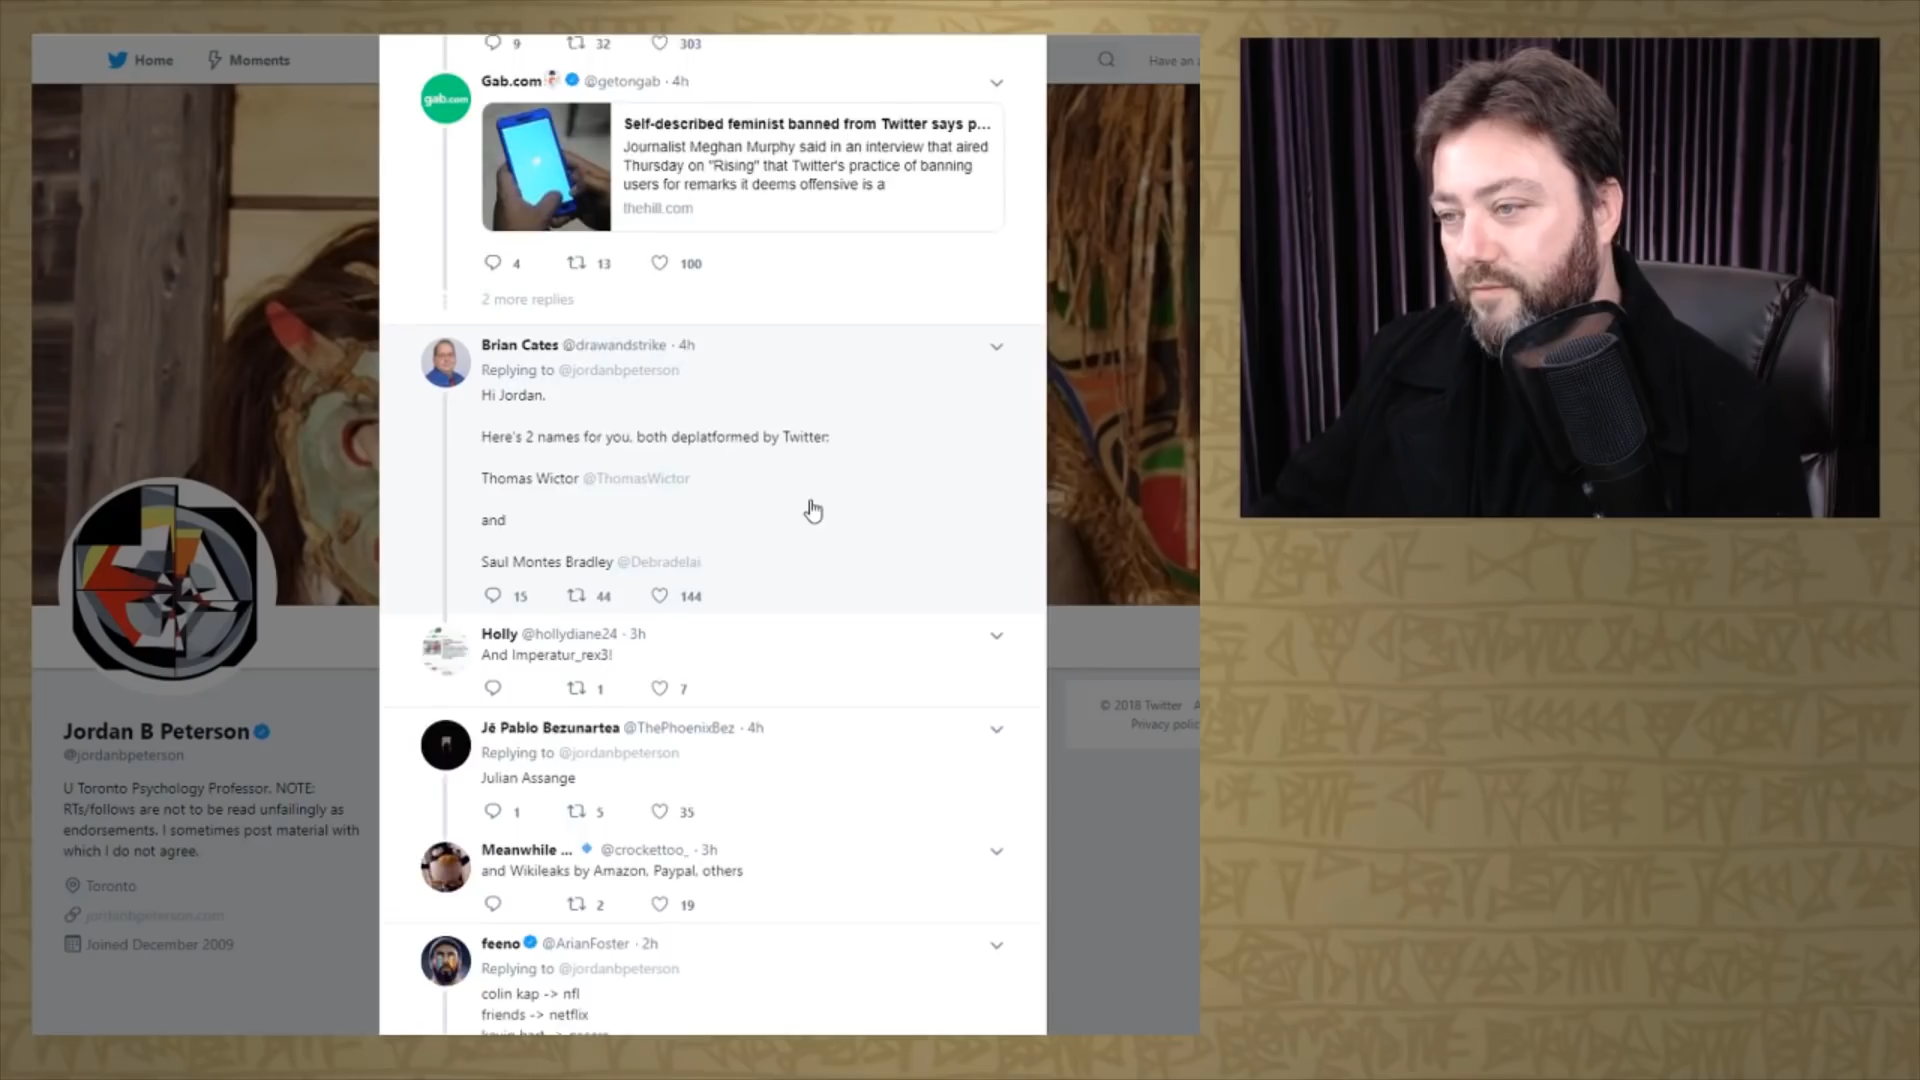 Home
Moments
Have an a
9 32 303
gab.com
Gab.com @getongab · 4h
Self-described feminist banned from Twitter says p...
Journalist Meghan Murphy said in an interview that aired
Thursday on "Rising" that Twitter's practice of banning
users for remarks it deems offensive is a
thehill.com
4 13 100
2 more replies
Brian Cates @drawandstrike · 4h
Replying to @jordanbpeterson
Hi Jordan.
Here's 2 names for you, both deplatformed by Twitter:
Thomas Wictor @ThomasWictor
and
Saul Montes Bradley @Debradelai
15 44 144
Holly @hollydiane24 · 3h
And Imperatur_rex3!
1 7
Jé Pablo Bezunartea @ThePhoenixBez · 4h
Replying to @jordanbpeterson
Julian Assange
1 5 35
Meanwhile ... @crockettoo_ · 3h
and Wikileaks by Amazon, Paypal, others
2 19
feeno @ArianFoster · 2h
Replying to @jordanbpeterson
colin kap -> nfl
friends -> netflix
Jordan B Peterson
@jordanbpeterson
U Toronto Psychology Professor. NOTE:
RTs/follows are not to be read unfailingly as
endorsements. I sometimes post material with
which I do not agree.
Toronto
jordanbpeterson.com
Joined December 2009
© 2018 Twitter A
Privacy polic